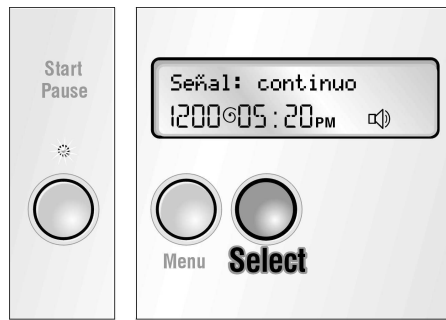 Start
Pause
Señal: continuo
1200 05:20PM
Menu
Select